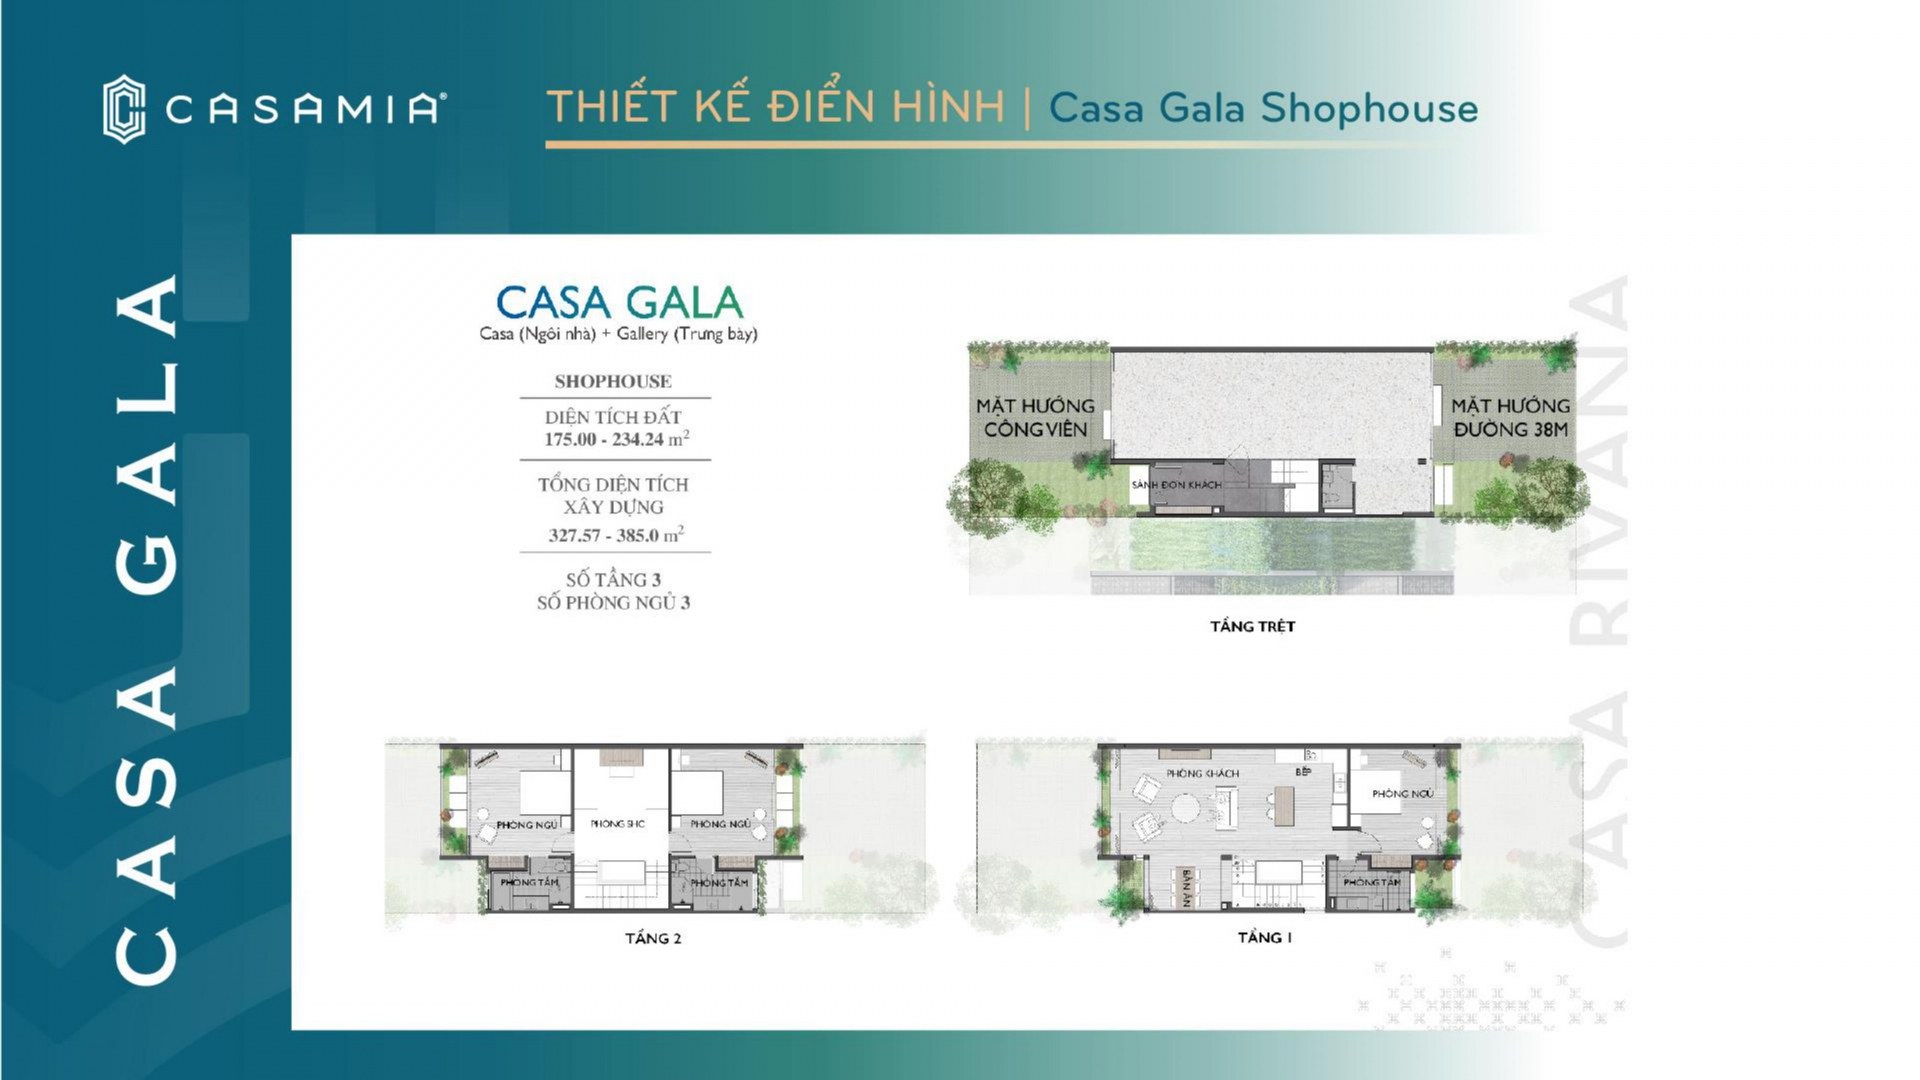 CASAMIA®
THIẾT KẾ ĐIỂN HÌNH | Casa Gala Shophouse
CASA GALA
CASA GALA
Casa (Ngôi nhà) + Gallery (Trưng bày)
SHOPHOUSE
DIỆN TÍCH ĐẤT
175.00 - 234.24 m²
TỔNG DIỆN TÍCH
XÂY DỰNG
327.57 - 385.0 m²
SỐ TẦNG 3
SỐ PHÒNG NGỦ 3
MẶT HƯỚNG
CÔNG VIÊN
MẶT HƯỚNG
ĐƯỜNG 38M
SẢNH ĐÓN KHÁCH
TẦNG TRỆT
CASA RIVANA
PHÒNG NGỦ
PHÒNG SHC
PHÒNG NGỦ
PHÒNG TẮM
PHÒNG TẮM
TẦNG 2
PHÒNG KHÁCH
BẾP
PHÒNG NGỦ
BÀN ĂN
PHÒNG TẮM
TẦNG 1